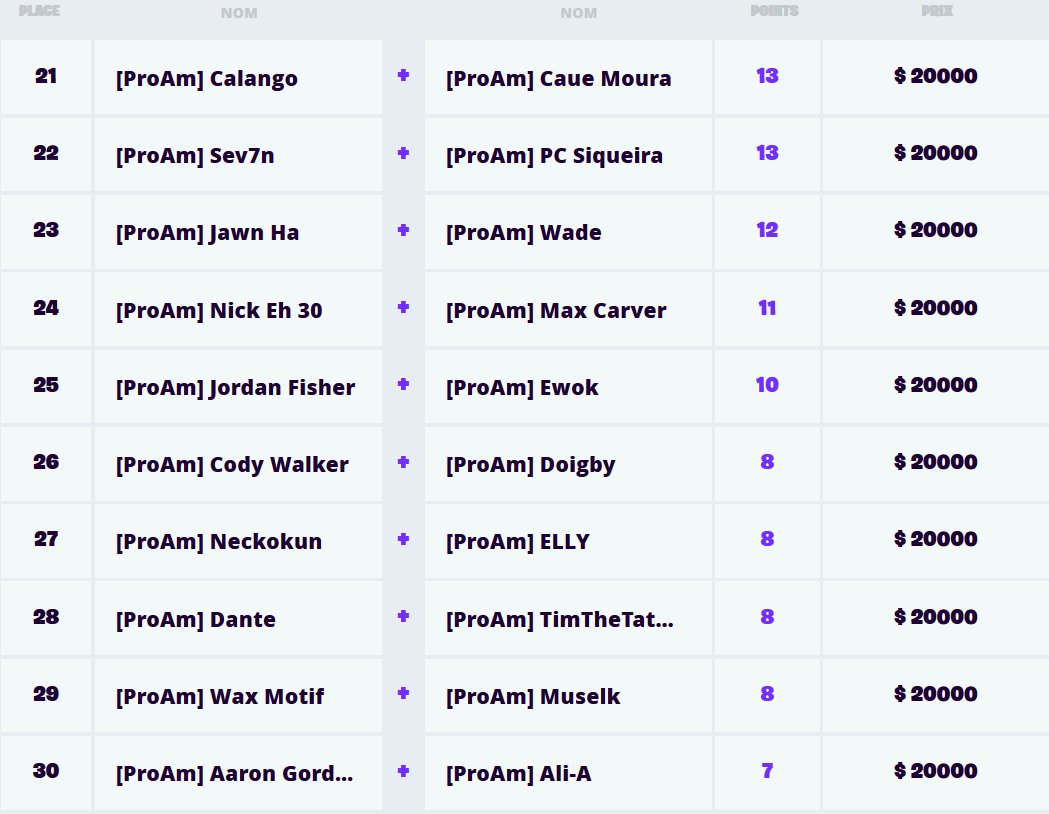 PLACE NOM NOM POINTS PRIX
21 [ProAm] Calango + [ProAm] Caue Moura 13 $ 20000
22 [ProAm] Sev7n + [ProAm] PC Siqueira 13 $ 20000
23 [ProAm] Jawn Ha + [ProAm] Wade 12 $ 20000
24 [ProAm] Nick Eh 30 + [ProAm] Max Carver 11 $ 20000
25 [ProAm] Jordan Fisher + [ProAm] Ewok 10 $ 20000
26 [ProAm] Cody Walker + [ProAm] Doigby 8 $ 20000
27 [ProAm] Neckokun + [ProAm] ELLY 8 $ 20000
28 [ProAm] Dante + [ProAm] TimTheTat... 8 $ 20000
29 [ProAm] Wax Motif + [ProAm] Muselk 8 $ 20000
30 [ProAm] Aaron Gord... + [ProAm] Ali-A 7 $ 20000